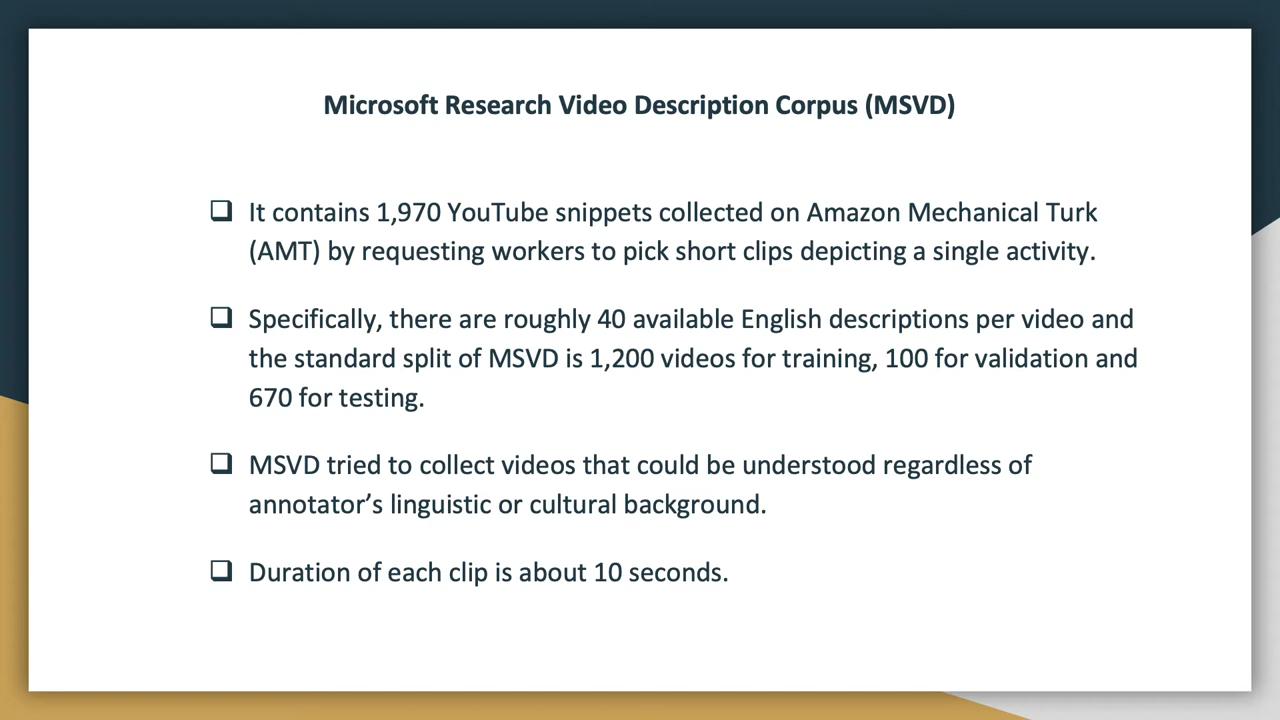 Microsoft Research Video Description Corpus (MSVD)
❑ It contains 1,970 YouTube snippets collected on Amazon Mechanical Turk
(AMT) by requesting workers to pick short clips depicting a single activity.
❑ Specifically, there are roughly 40 available English descriptions per video and
the standard split of MSVD is 1,200 videos for training, 100 for validation and
670 for testing.
❑ MSVD tried to collect videos that could be understood regardless of
annotator’s linguistic or cultural background.
❑ Duration of each clip is about 10 seconds.